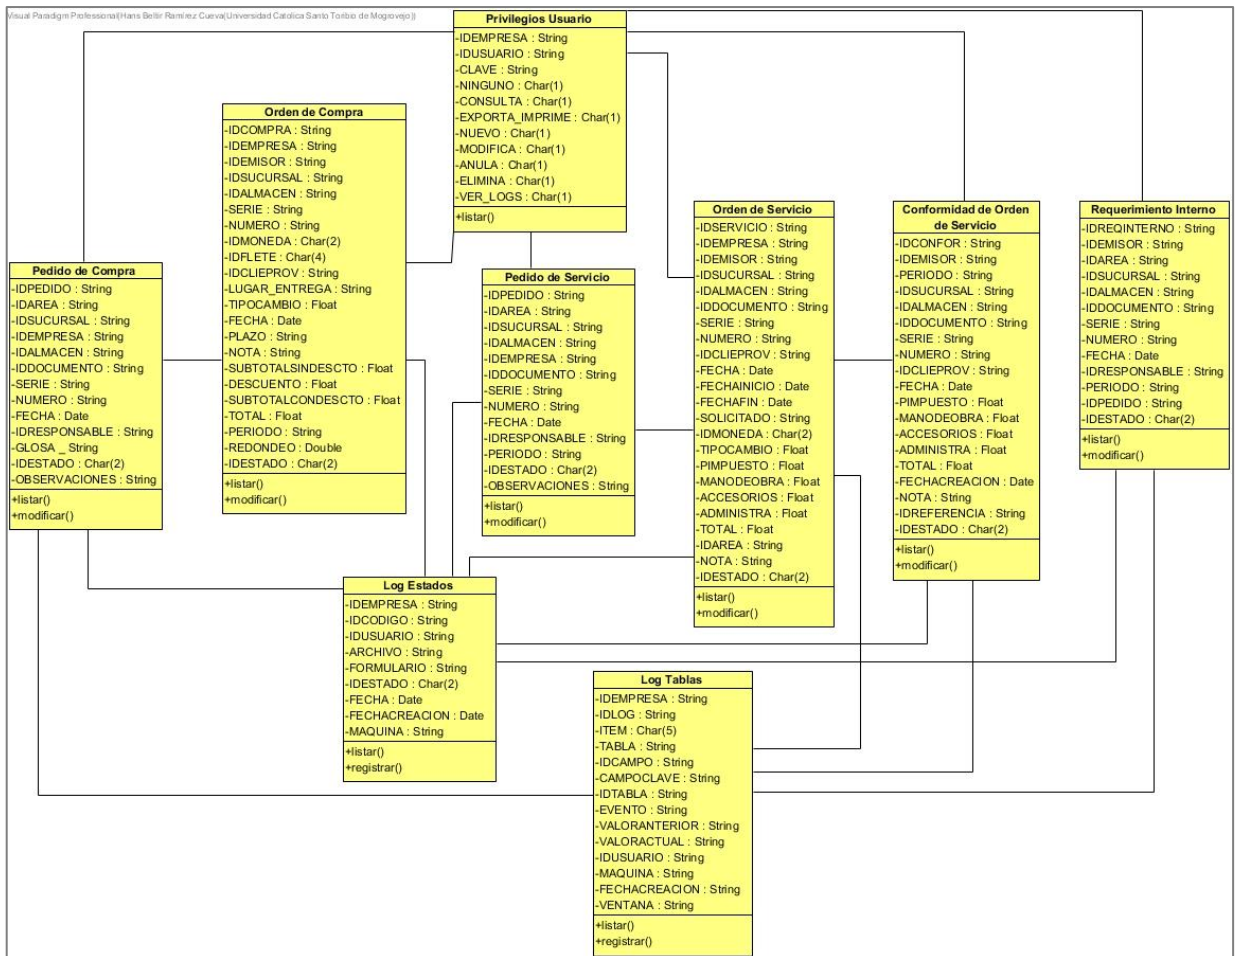 Visual Paradigm Professional(Hans Beltir Ramirez Cueva(Universidad Catolica Santo Toribio de Mogrovejo))
Privilegios Usuario
-IDEMPRESA : String
-IDUSUARIO : String
-CLAVE : String
-NINGUNO : Char(1)
-CONSULTA : Char(1)
-EXPORTA_IMPRIME : Char(1)
-NUEVO : Char(1)
-MODIFICA : Char(1)
-ANULA : Char(1)
-ELIMINA : Char(1)
-VER_LOGS : Char(1)
+listar()
Orden de Compra
-IDCOMPRA : String
-IDEMPRESA : String
-IDEMISOR : String
-IDSUCURSAL : String
-IDALMACEN : String
-SERIE : String
-NUMERO : String
-IDMONEDA : Char(2)
-IDFLETE : Char(4)
-IDCLIEPROV : String
-LUGAR_ENTREGA : String
-TIPOCAMBIO : Float
-FECHA : Date
-PLAZO : String
-NOTA : String
-SUBTOTALSINDESCTO : Float
-DESCUENTO : Float
-SUBTOTALCONDESCTO : Float
-TOTAL : Float
-PERIODO : String
-REDONDEO : Double
-IDESTADO : Char(2)
+listar()
+modificar()
Pedido de Compra
-IDPEDIDO : String
-IDAREA : String
-IDSUCURSAL : String
-IDEMPRESA : String
-IDALMACEN : String
-IDDOCUMENTO : String
-SERIE : String
-NUMERO : String
-FECHA : Date
-IDRESPONSABLE : String
-GLOSA _ String
-IDESTADO : Char(2)
-OBSERVACIONES : String
+listar()
+modificar()
Pedido de Servicio
-IDPEDIDO : String
-IDAREA : String
-IDSUCURSAL : String
-IDALMACEN : String
-IDEMPRESA : String
-IDDOCUMENTO : String
-SERIE : String
-NUMERO : String
-FECHA : Date
-IDRESPONSABLE : String
-PERIODO : String
-IDESTADO : Char(2)
-OBSERVACIONES : String
+listar()
+modificar()
Orden de Servicio
-IDSERVICIO : String
-IDEMPRESA : String
-IDEMISOR : String
-IDSUCURSAL : String
-IDALMACEN : String
-IDDOCUMENTO : String
-SERIE : String
-NUMERO : String
-IDCLIEPROV : String
-FECHA : Date
-FECHAINICIO : Date
-FECHAFIN : Date
-SOLICITADO : String
-IDMONEDA : Char(2)
-TIPOCAMBIO : Float
-PIMPUESTO : Float
-MANODEOBRA : Float
-ACCESORIOS : Float
-ADMINISTRA : Float
-TOTAL : Float
-IDAREA : String
-NOTA : String
-IDESTADO : Char(2)
+listar()
+modificar()
Conformidad de Orden
de Servicio
-IDCONFOR : String
-IDEMISOR : String
-PERIODO : String
-IDSUCURSAL : String
-IDALMACEN : String
-IDDOCUMENTO : String
-SERIE : String
-NUMERO : String
-IDCLIEPROV : String
-FECHA : Date
-PIMPUESTO : Float
-MANODEOBRA : Float
-ACCESORIOS : Float
-ADMINISTRA : Float
-TOTAL : Float
-FECHACREACION : Date
-NOTA : String
-IDREFERENCIA : String
-IDESTADO : Char(2)
+listar()
+modificar()
Requerimiento Interno
-IDREQINTERNO : String
-IDEMISOR : String
-IDAREA : String
-IDSUCURSAL : String
-IDALMACEN : String
-IDDOCUMENTO : String
-SERIE : String
-NUMERO : String
-FECHA : Date
-IDRESPONSABLE : String
-PERIODO : String
-IDPEDIDO : String
-IDESTADO : Char(2)
+listar()
+modificar()
Log Estados
-IDEMPRESA : String
-IDCODIGO : String
-IDUSUARIO : String
-ARCHIVO : String
-FORMULARIO : String
-IDESTADO : Char(2)
-FECHA : Date
-FECHACREACION : Date
-MAQUINA : String
+listar()
+registrar()
Log Tablas
-IDEMPRESA : String
-IDLOG : String
-ITEM : Char(5)
-TABLA : String
-IDCAMPO : String
-CAMPOCLAVE : String
-IDTABLA : String
-EVENTO : String
-VALORANTERIOR : String
-VALORACTUAL : String
-IDUSUARIO : String
-MAQUINA : String
-FECHACREACION : String
-VENTANA : String
+listar()
+registrar()